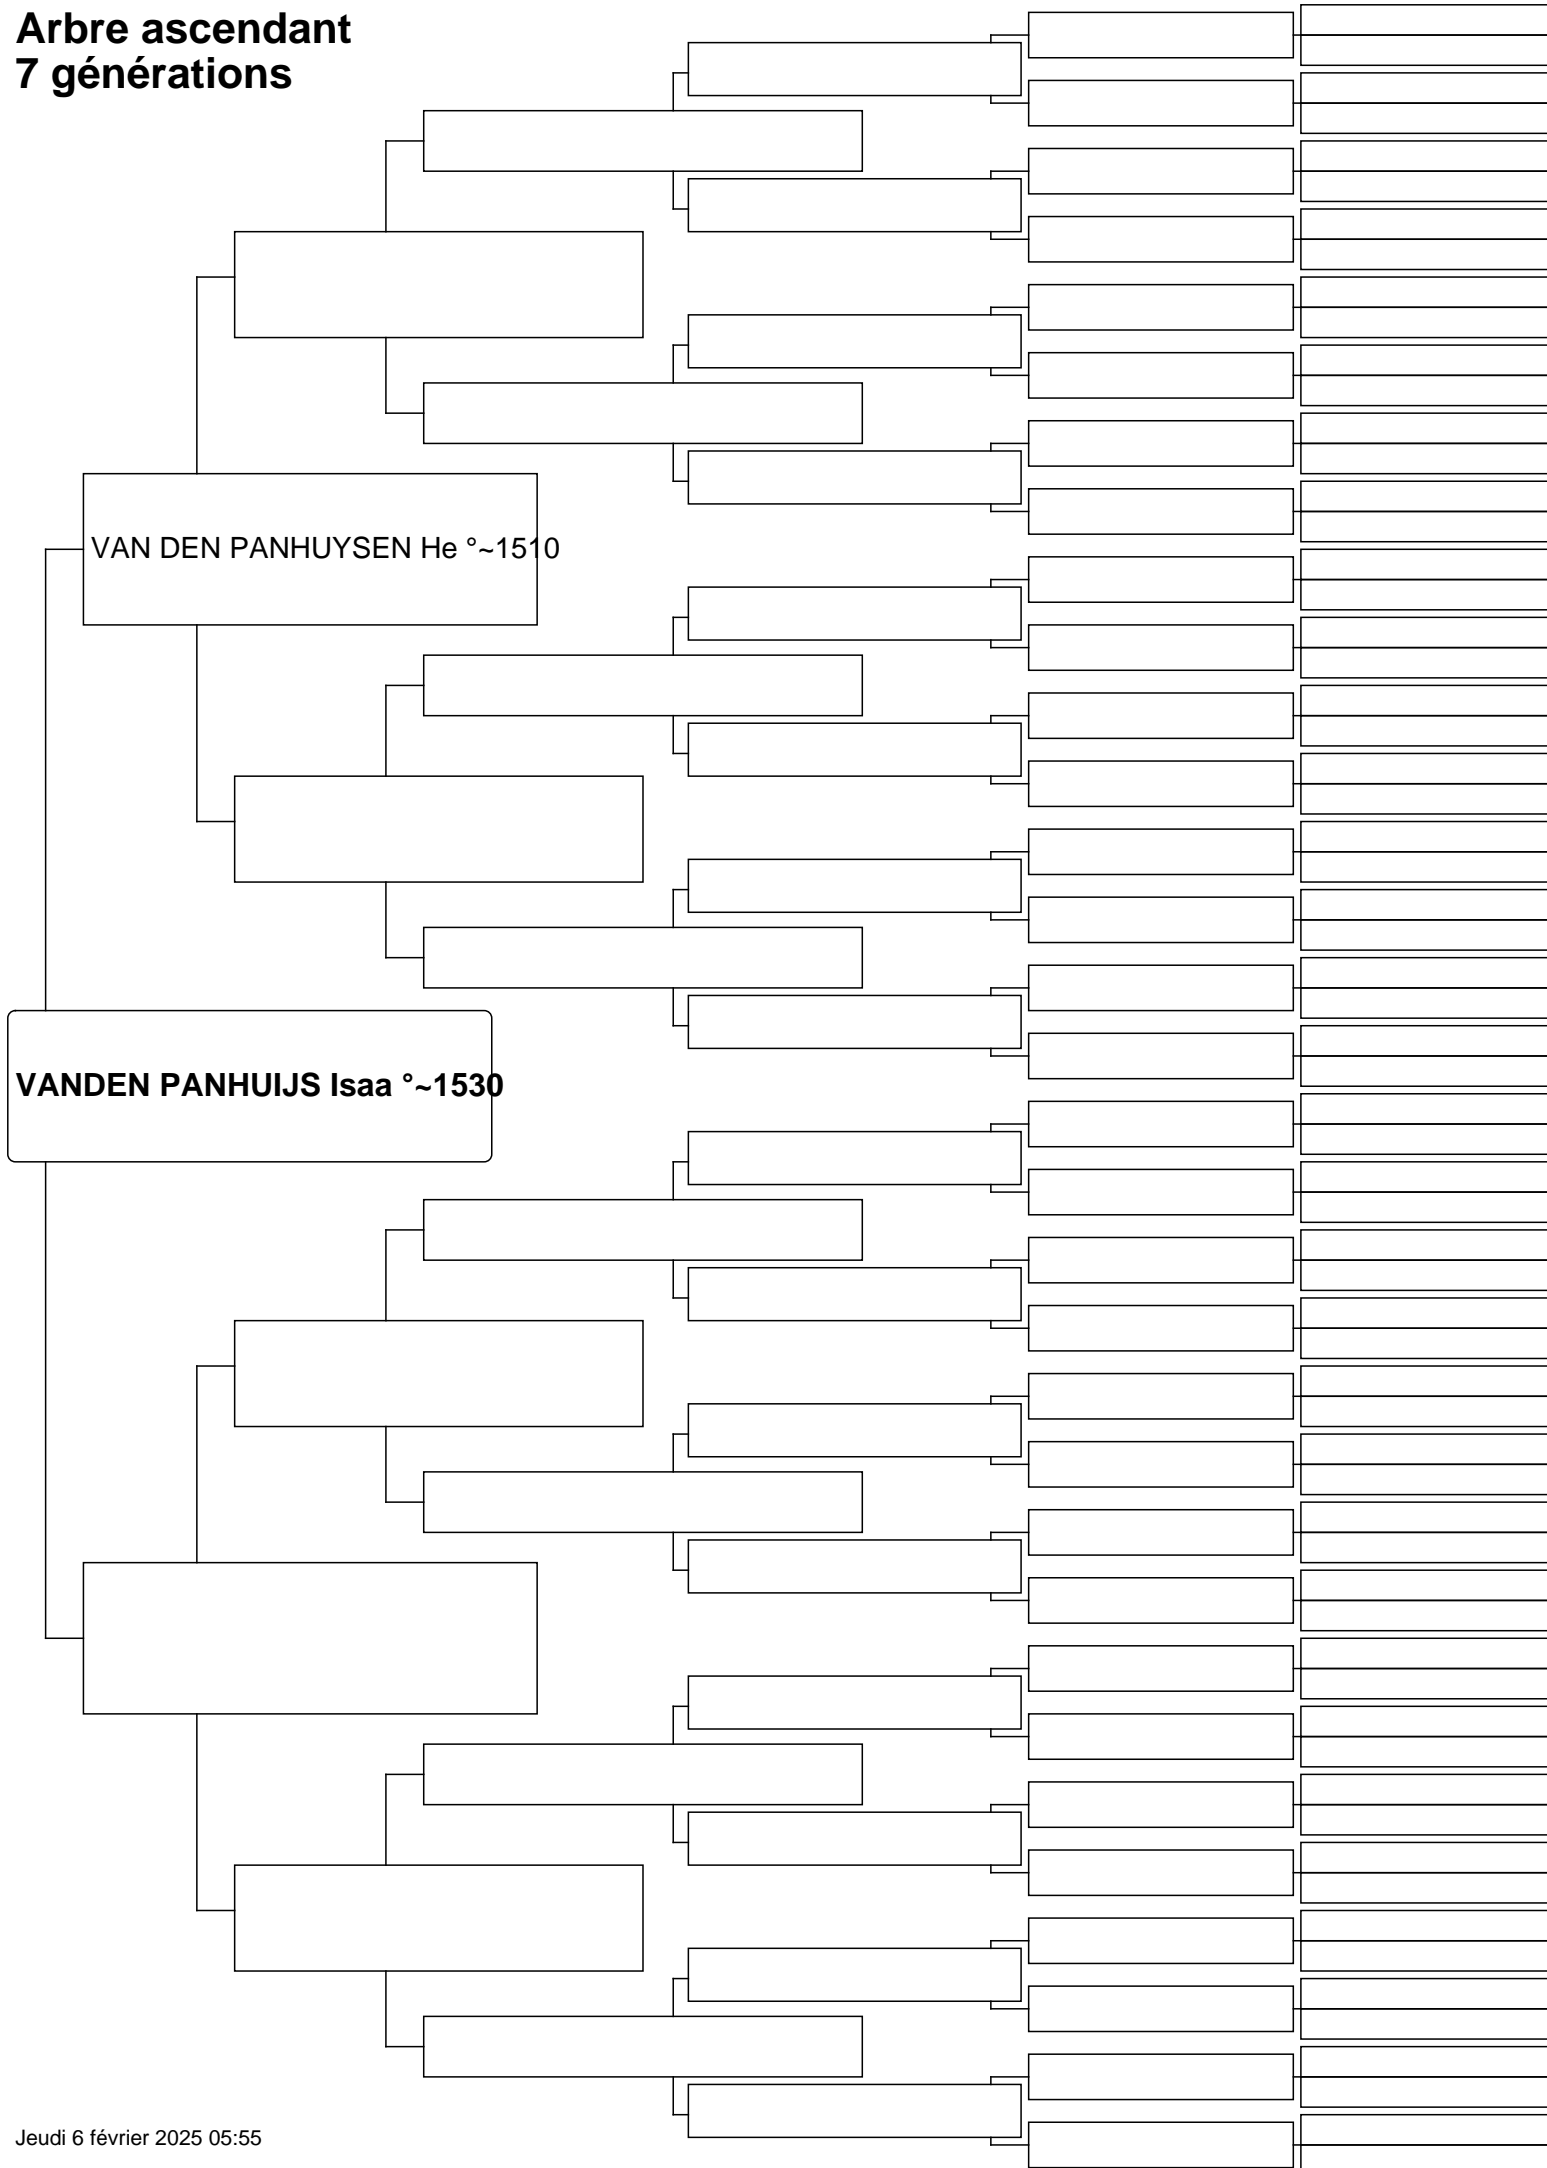 Arbre ascendant
7 générations
VAN DEN PANHUYSEN He °~1510
VANDEN PANHUIJS Isaa °~1530
Jeudi 6 février 2025 05:55